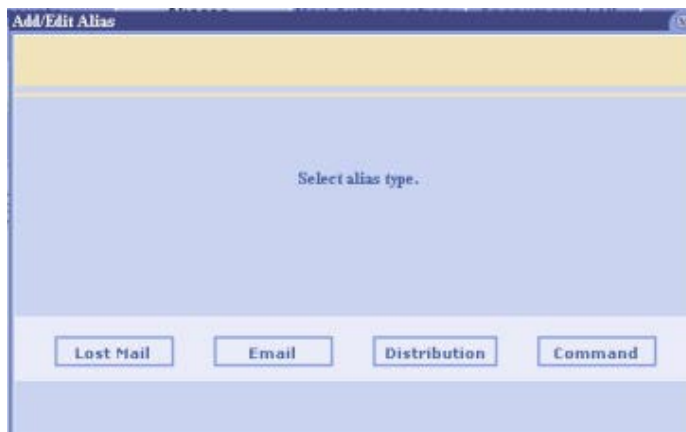 Add/Edit Alias
Select alias type.
Lost Mail
Email
Distribution
Command